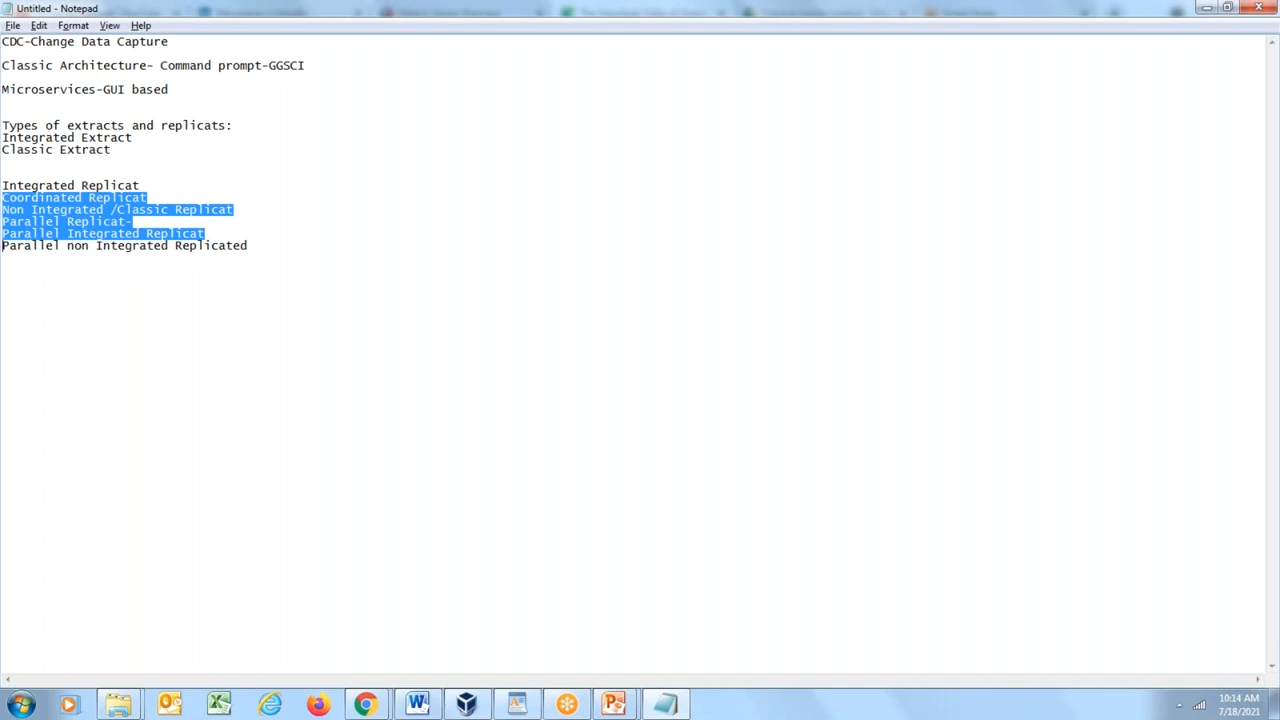 Untitled - Notepad
File Edit Format View Help
CDC-Change Data Capture
Classic Architecture- Command prompt-GGSCI
Microservices-GUI based
Types of extracts and replicats:
Integrated Extract
Classic Extract
Integrated Replicat
Coordinated Replicat
Non Integrated /Classic Replicat
Parallel Replicat-
Parallel Integrated Replicat
Parallel non Integrated Replicated
10:14 AM
7/18/2021